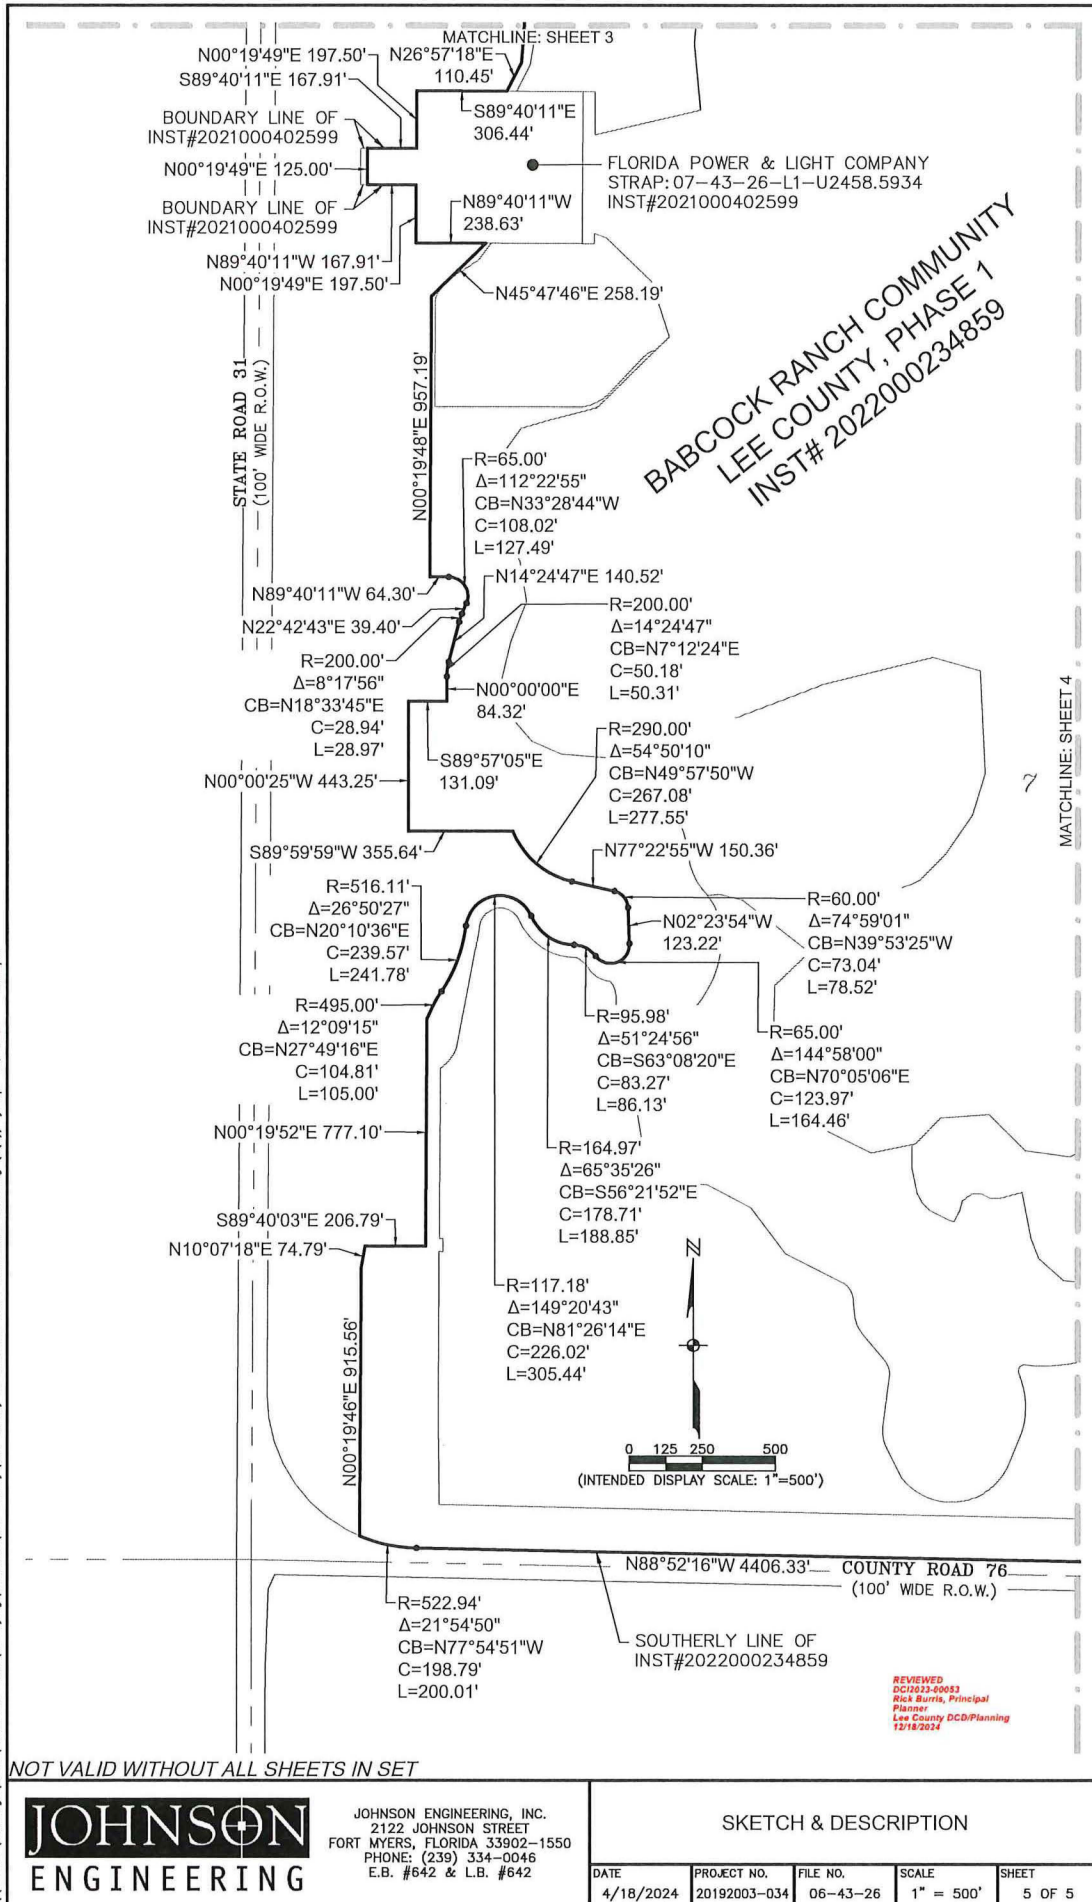 MATCHLINE: SHEET 3
N00°19'49"E 197.50'
N26°57'18"E
110.45'
S89°40'11"E 167.91'
S89°40'11"E
306.44'
BOUNDARY LINE OF
INST#2021000402599
N00°19'49"E 125.00'
FLORIDA POWER & LIGHT COMPANY
STRAP: 07-43-26-L1-U2458.5934
INST#2021000402599
BOUNDARY LINE OF
INST#2021000402599
N89°40'11"W
238.63'
N89°40'11"W 167.91'
N00°19'49"E 197.50'
N45°47'46"E 258.19'
BABCOCK RANCH COMMUNITY
LEE COUNTY, PHASE 1
INST# 2022000234859
STATE ROAD 31
(100' WIDE R.O.W.)
N00°19'48"E 957.19'
R=65.00'
Δ=112°22'55"
CB=N33°28'44"W
C=108.02'
L=127.49'
N14°24'47"E 140.52'
N89°40'11"W 64.30'
N22°42'43"E 39.40'
R=200.00'
Δ=14°24'47"
CB=N7°12'24"E
C=50.18'
L=50.31'
R=200.00'
Δ=8°17'56"
CB=N18°33'45"E
C=28.94'
L=28.97'
N00°00'00"E
84.32'
S89°57'05"E
131.09'
R=290.00'
Δ=54°50'10"
CB=N49°57'50"W
C=267.08'
L=277.55'
MATCHLINE: SHEET 4
7
N00°00'25"W 443.25'
S89°59'59"W 355.64'
N77°22'55"W 150.36'
R=516.11'
Δ=26°50'27"
CB=N20°10'36"E
C=239.57'
L=241.78'
R=60.00'
Δ=74°59'01"
CB=N39°53'25"W
C=73.04'
L=78.52'
N02°23'54"W
123.22'
R=495.00'
Δ=12°09'15"
CB=N27°49'16"E
C=104.81'
L=105.00'
R=95.98'
Δ=51°24'56"
CB=S63°08'20"E
C=83.27'
L=86.13'
R=65.00'
Δ=144°58'00"
CB=N70°05'06"E
C=123.97'
L=164.46'
N00°19'52"E 777.10'
R=164.97'
Δ=65°35'26"
CB=S56°21'52"E
C=178.71'
L=188.85'
S89°40'03"E 206.79'
N10°07'18"E 74.79'
N
R=117.18'
Δ=149°20'43"
CB=N81°26'14"E
C=226.02'
L=305.44'
N00°19'46"E 915.56'
0 125 250 500
(INTENDED DISPLAY SCALE: 1"=500')
N88°52'16"W 4406.33'
COUNTY ROAD 76
(100' WIDE R.O.W.)
R=522.94'
Δ=21°54'50"
CB=N77°54'51"W
C=198.79'
L=200.01'
SOUTHERLY LINE OF
INST#2022000234859
REVIEWED
DCI2023-00053
Rick Burris, Principal
Planner
Lee County DCD/Planning
12/18/2024
NOT VALID WITHOUT ALL SHEETS IN SET
JOHNSON
ENGINEERING
JOHNSON ENGINEERING, INC.
2122 JOHNSON STREET
FORT MYERS, FLORIDA 33902-1550
PHONE: (239) 334-0046
E.B. #642 & L.B. #642
SKETCH & DESCRIPTION
DATE PROJECT NO. FILE NO. SCALE SHEET
4/18/2024 20192003-034 06-43-26 1" = 500' 5 OF 5